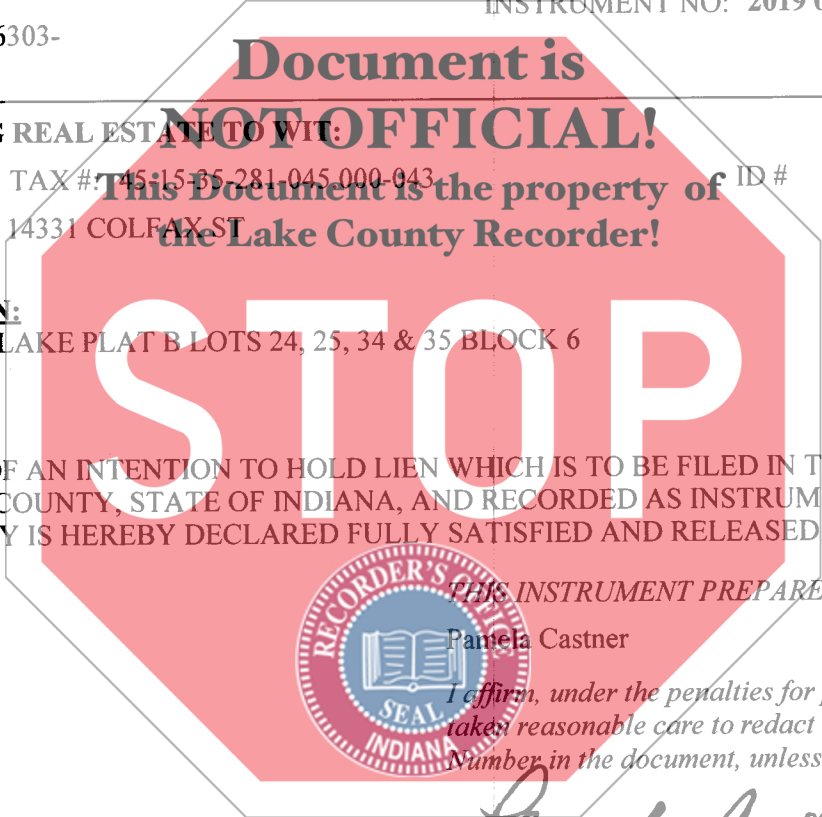 INSTRUMENT NO: 2019 0
6303-
Document is
NOT OFFICIAL!
REAL ESTATE TO WIT:
TAX #: 45-15-35-281-045.000-043 ID #
This Document is the property of
14331 COLFAX ST
the Lake County Recorder!
N:
LAKE PLAT B LOTS 24, 25, 34 & 35 BLOCK 6
STOP
OF AN INTENTION TO HOLD LIEN WHICH IS TO BE FILED IN T
COUNTY, STATE OF INDIANA, AND RECORDED AS INSTRUM
Y IS HEREBY DECLARED FULLY SATISFIED AND RELEASED
RECORDER'S OFFICE
SEAL
INDIANA
THIS INSTRUMENT PREPARE
Pamela Castner
I affirm, under the penalties for
taken reasonable care to redact
Number in the document, unless